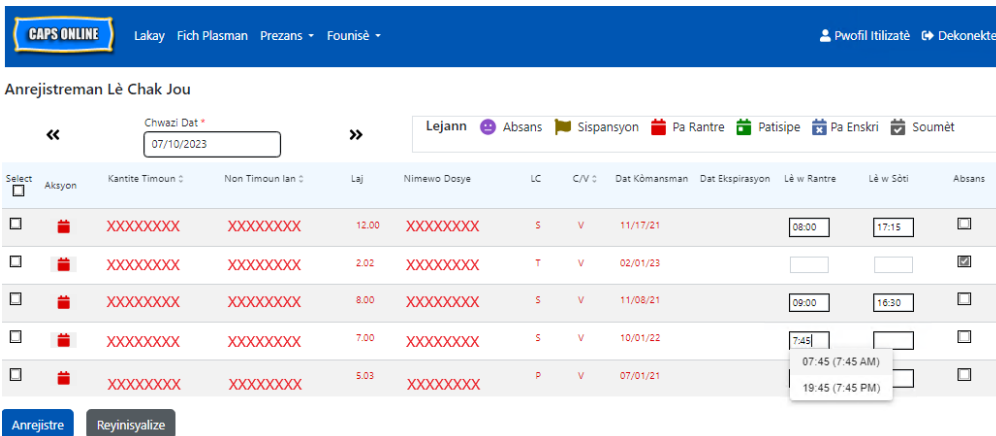 CAPS ONLINE Lakay Fich Plasman Prezans Founisè Pwofil Itilizatè Dekonekte
Anrejistreman Lè Chak Jou
Chwazi Dat *
07/10/2023
Lejann Absans Sispansyon Pa Rantre Patisipe Pa Enskri Soumèt
Select Aksyon Kantite Timoun Non Timoun Ian Laj Nimewo Dosye LC C/V Dat Kòmansman Dat Ekspirasyon Lè w Rantre Lè w Sòti Absans
XXXXXXXX XXXXXXXX 12.00 XXXXXXXX S V 11/17/21 08:00 17:15
XXXXXXXX XXXXXXXX 2.02 XXXXXXXX T V 02/01/23
XXXXXXXX XXXXXXXX 8.00 XXXXXXXX S V 11/08/21 09:00 16:30
XXXXXXXX XXXXXXXX 7.00 XXXXXXXX S V 10/01/22 7:45
07:45 (7:45 AM)
19:45 (7:45 PM)
XXXXXXXX XXXXXXXX 5.03 XXXXXXXX P V 07/01/21
Anrejistre Reyinisyalize